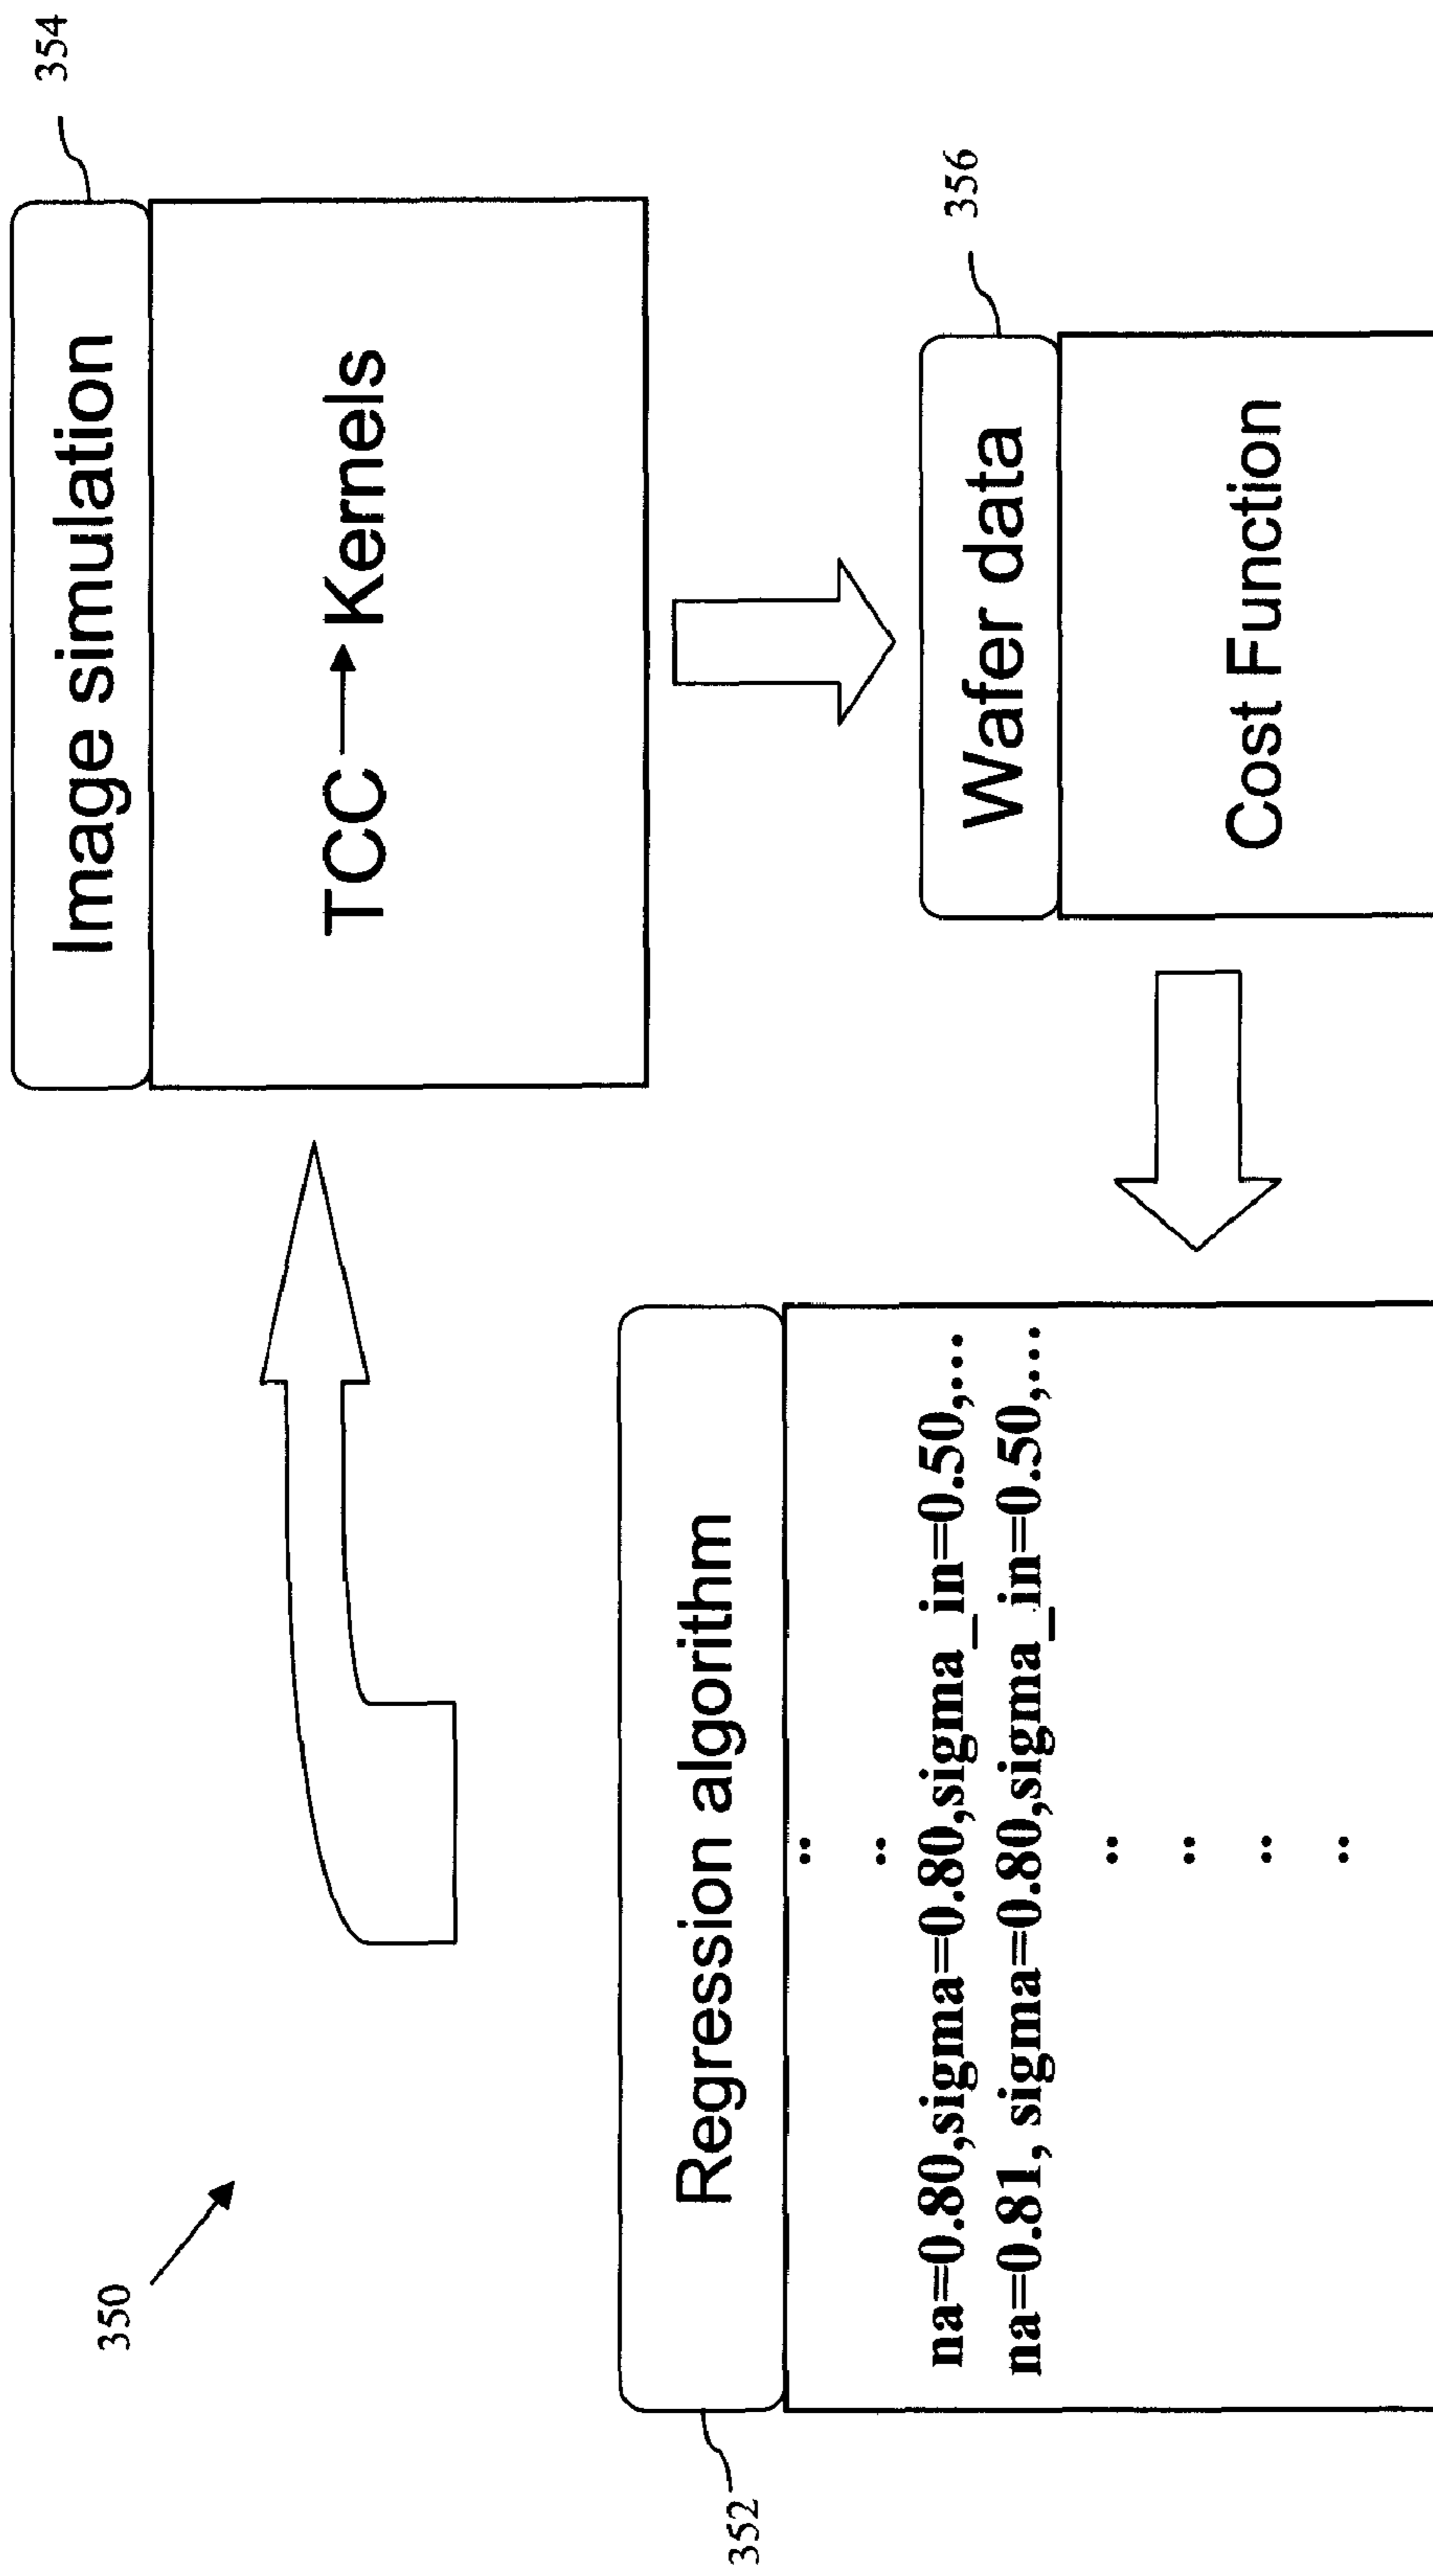 350
354
Image simulation
TCC → Kernels
352
Regression algorithm
..
..
na=0.80,sigma=0.80,sigma_in=0.50,…
na=0.81, sigma=0.80,sigma_in=0.50,…
..
..
..
..
356
Wafer data
Cost Function